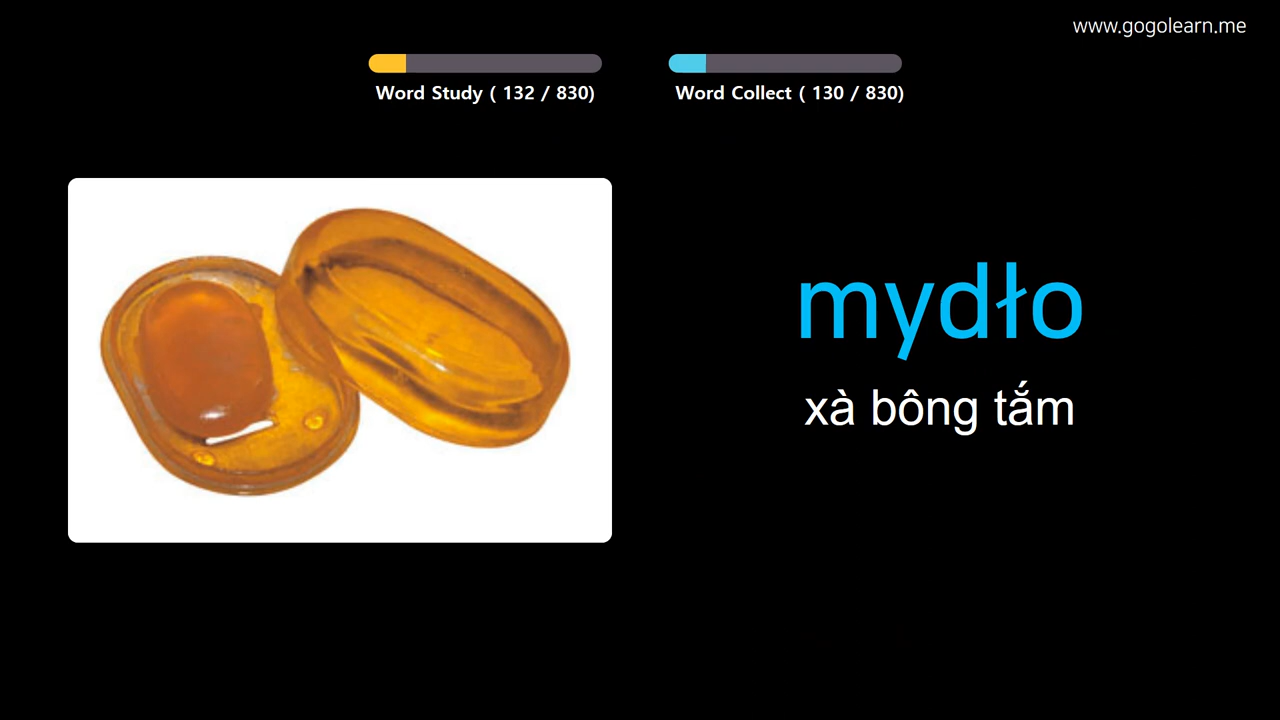 www.gogolearn.me
Word Study ( 132 / 830)
Word Collect ( 130 / 830)
mydło
xà bông tắm